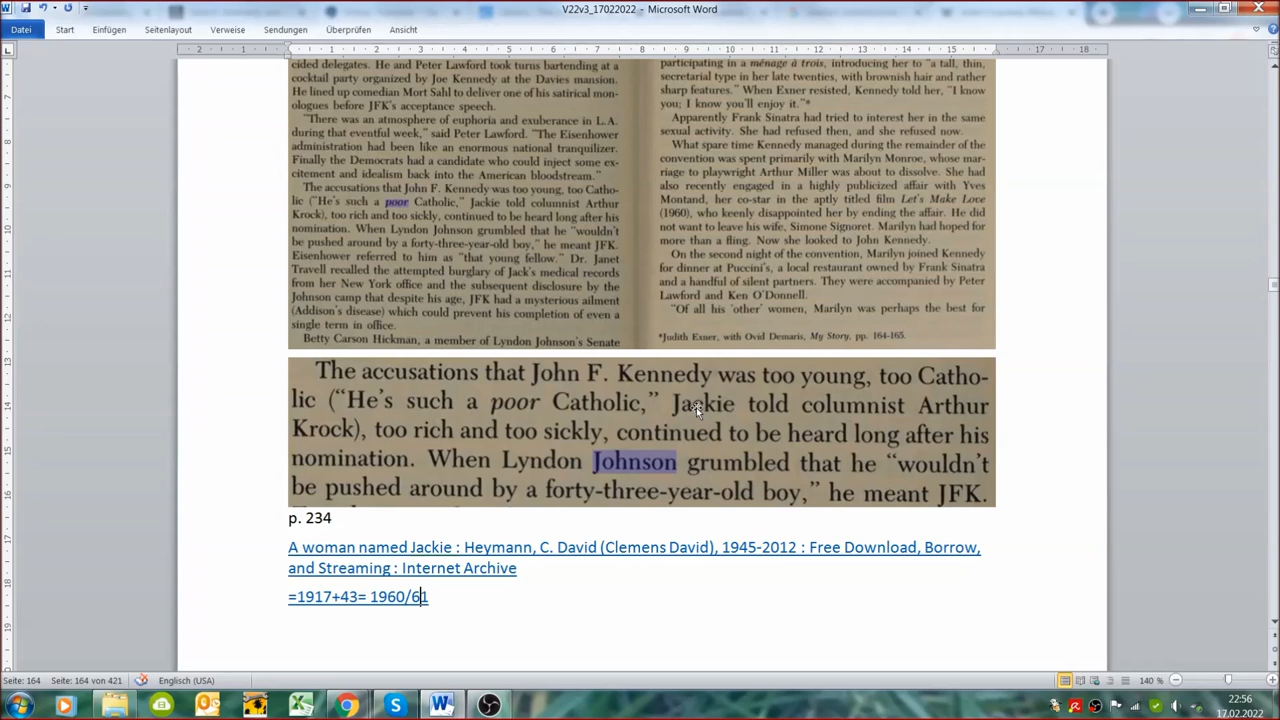 V22v3_17022022 - Microsoft Word
Datei Start Einfügen Seitenlayout Verweise Sendungen Überprüfen Ansicht
2 1 1 2 3 4 5 6 7 8 9 10 11 12 13 14 15 16 17 18
cided delegates. He and Peter Lawford took turns bartending at a
cocktail party organized by Joe Kennedy at the Davies mansion.
He lined up comedian Mort Sahl to deliver one of his satirical mon-
ologues before JFK's acceptance speech.
"There was an atmosphere of euphoria and exuberance in L.A.
during that eventful week," said Peter Lawford. "The Eisenhower
administration had been like an enormous national tranquilizer.
Finally the Democrats had a candidate who could inject some ex-
citement and idealism back into the American bloodstream."
The accusations that John F. Kennedy was too young, too Catho-
lic ("He's such a poor Catholic," Jackie told columnist Arthur
Krock), too rich and too sickly, continued to be heard long after his
nomination. When Lyndon Johnson grumbled that he "wouldn't
be pushed around by a forty-three-year-old boy," he meant JFK.
Eisenhower referred to him as "that young fellow." Dr. Janet
Travell recalled the attempted burglary of Jack's medical records
from her New York office and the subsequent disclosure by the
Johnson camp that despite his age, JFK had a mysterious ailment
(Addison's disease) which could prevent his completion of even a
single term in office.
Betty Carson Hickman, a member of Lyndon Johnson's Senate
participating in a ménage à trois, introducing her to "a tall, thin,
secretarial type in her late twenties, with brownish hair and rather
sharp features." When Exner resisted, Kennedy told her, "I know
you; I know you'll enjoy it."*
Apparently Frank Sinatra had tried to interest her in the same
sexual activity. She had refused then, and she refused now.
What spare time Kennedy managed during the remainder of the
convention was spent primarily with Marilyn Monroe, whose mar-
riage to playwright Arthur Miller was about to dissolve. She had
also recently engaged in a highly publicized affair with Yves
Montand, her co-star in the aptly titled film Let's Make Love
(1960), who keenly disappointed her by ending the affair. He did
not want to leave his wife, Simone Signoret. Marilyn had hoped for
more than a fling. Now she looked to John Kennedy.
On the second night of the convention, Marilyn joined Kennedy
for dinner at Puccini's, a local restaurant owned by Frank Sinatra
and a handful of silent partners. They were accompanied by Peter
Lawford and Ken O'Donnell.
"Of all his 'other' women, Marilyn was perhaps the best for
*Judith Exner, with Ovid Demaris, My Story, pp. 164-165.
The accusations that John F. Kennedy was too young, too Catho-
lic ("He's such a poor Catholic," Jackie told columnist Arthur
Krock), too rich and too sickly, continued to be heard long after his
nomination. When Lyndon Johnson grumbled that he "wouldn't
be pushed around by a forty-three-year-old boy," he meant JFK.
p. 234
A woman named Jackie : Heymann, C. David (Clemens David), 1945-2012 : Free Download, Borrow,
and Streaming : Internet Archive
=1917+43= 1960/61
Seite: 164 Seite: 164 von 421 Englisch (USA) 140 %
22:56
17.02.2022